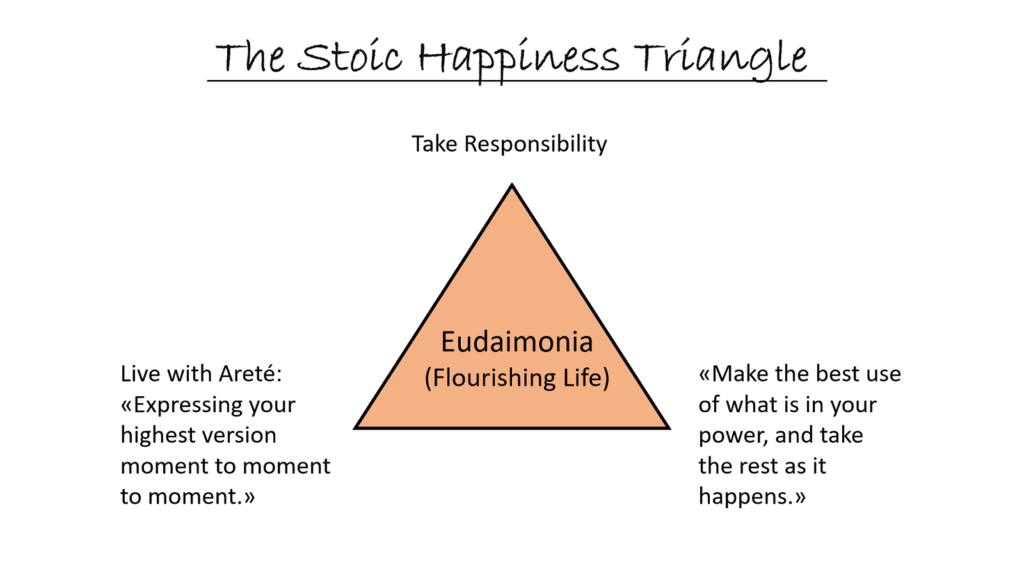 The Stoic Happiness Triangle
Take Responsibility
Eudaimonia
(Flourishing Life)
Live with Areté:
«Expressing your
highest version
moment to moment
to moment.»
«Make the best use
of what is in your
power, and take
the rest as it
happens.»